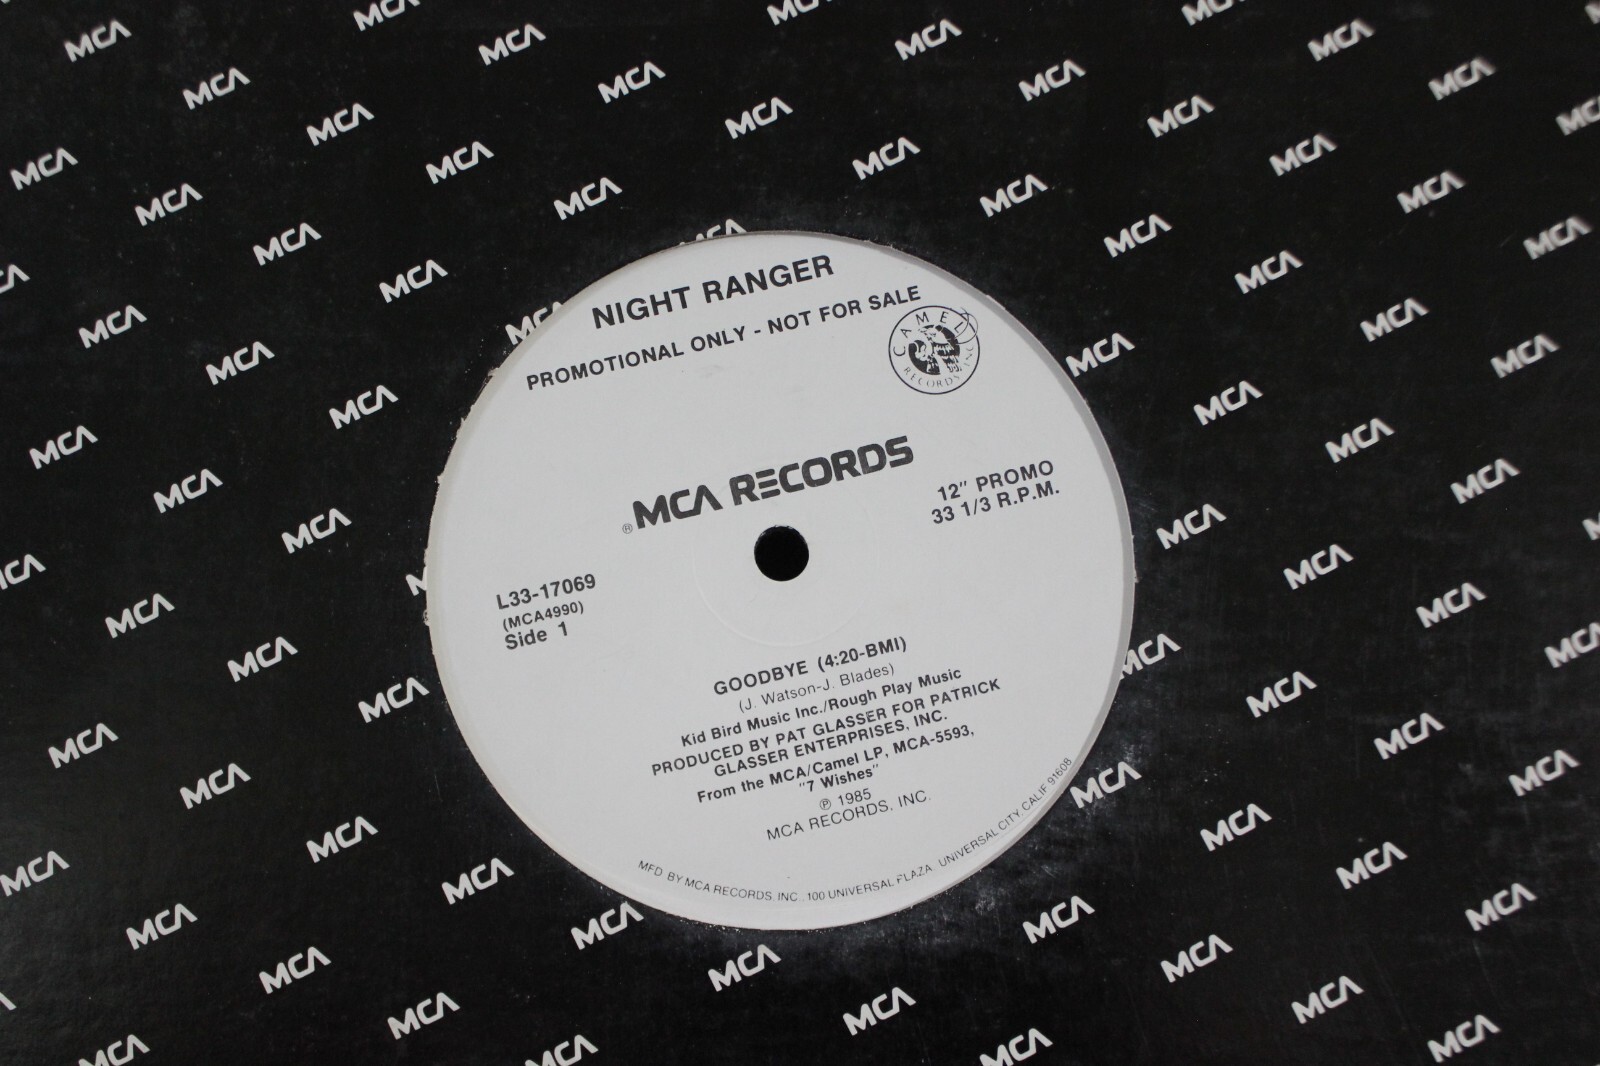 NIGHT RANGER
PROMOTIONAL ONLY - NOT FOR SALE
CAMEL
RECORDS, INC.
® MCA RECORDS
12" PROMO
33 1/3 R.P.M.
L33-17069
(MCA4990)
Side 1
GOODBYE (4:20-BMI)
(J. Watson-J. Blades)
Kid Bird Music Inc./Rough Play Music
PRODUCED BY PAT GLASSER FOR PATRICK
GLASSER ENTERPRISES, INC.
From the MCA/Camel LP, MCA-5593,
"7 Wishes"
℗ 1985
MCA RECORDS, INC.
MFD. BY MCA RECORDS, INC., 100 UNIVERSAL PLAZA, UNIVERSAL CITY, CALIF 91608
MCA